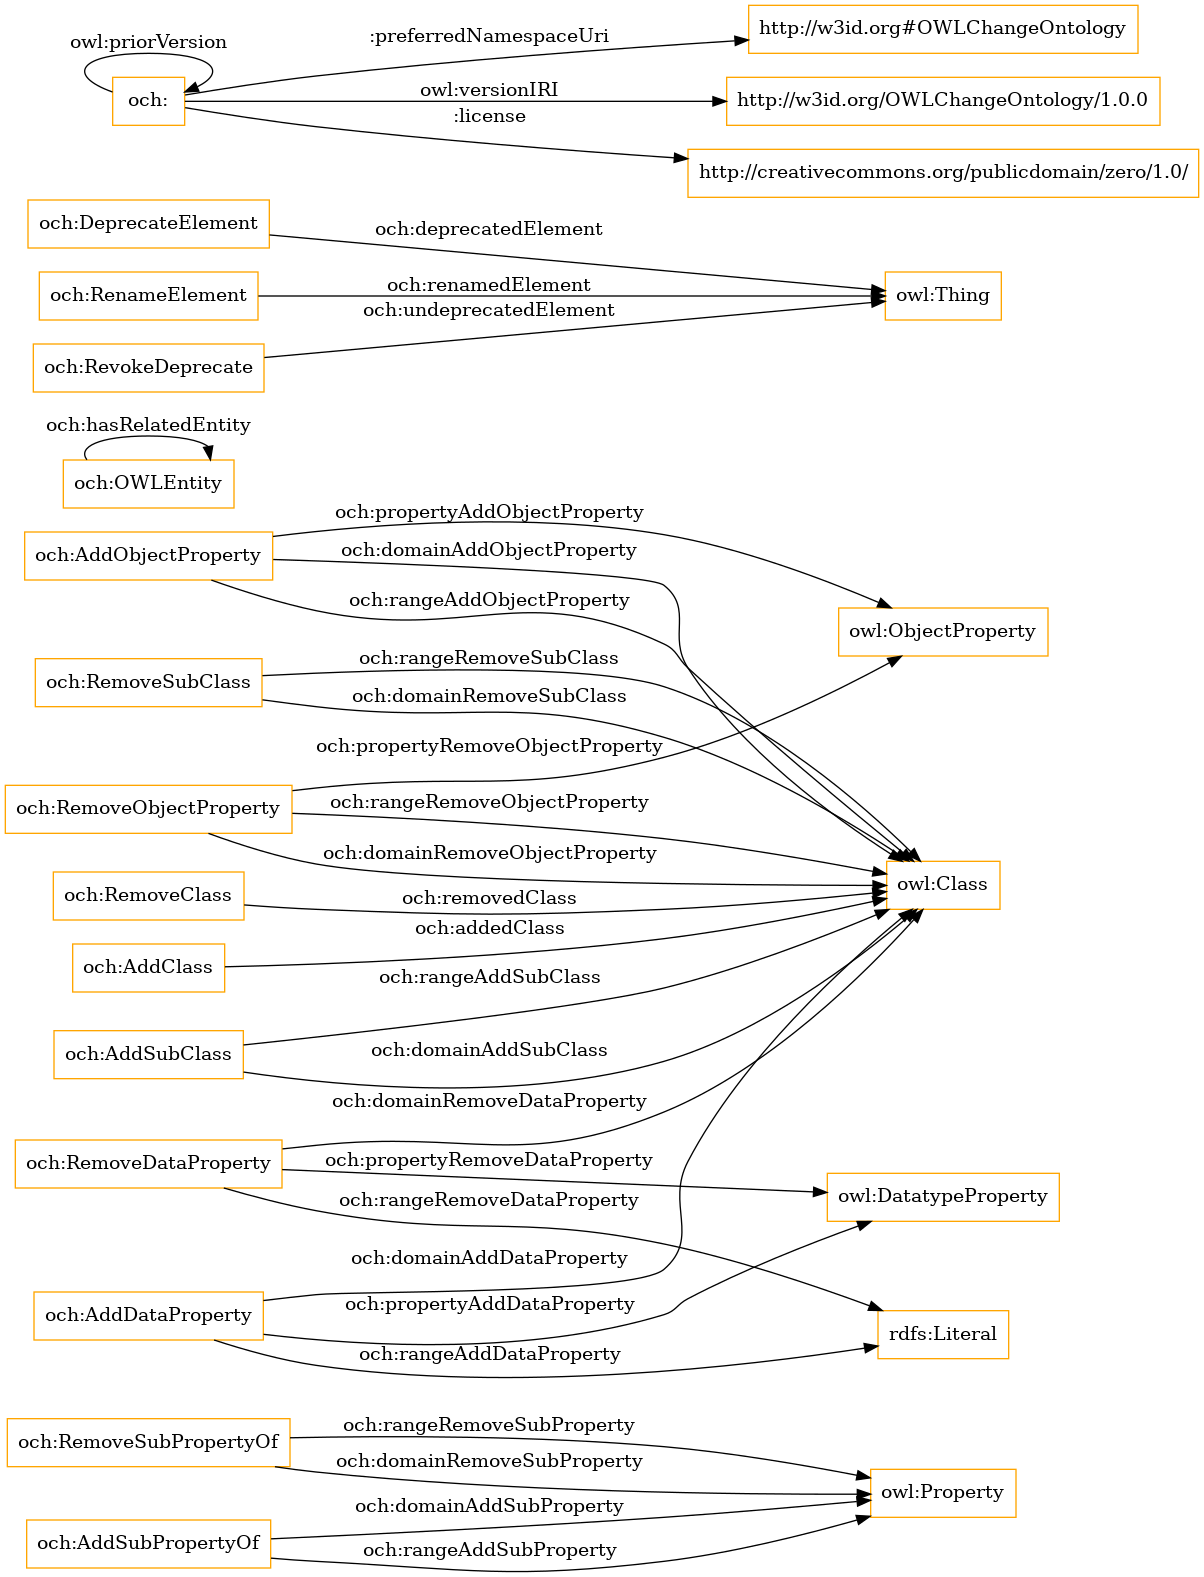 owl:priorVersion
:preferredNamespaceUri
http://w3id.org#OWLChangeOntology
och:
owl:versionIRI
http://w3id.org/OWLChangeOntology/1.0.0
:license
http://creativecommons.org/publicdomain/zero/1.0/
och:DeprecateElement
och:deprecatedElement
och:RenameElement
och:renamedElement
owl:Thing
och:undeprecatedElement
och:RevokeDeprecate
och:hasRelatedEntity
och:OWLEntity
och:propertyAddObjectProperty
och:AddObjectProperty
och:domainAddObjectProperty
och:rangeAddObjectProperty
owl:ObjectProperty
och:rangeRemoveSubClass
och:RemoveSubClass
och:domainRemoveSubClass
och:propertyRemoveObjectProperty
och:RemoveObjectProperty
och:rangeRemoveObjectProperty
och:domainRemoveObjectProperty
owl:Class
och:RemoveClass
och:removedClass
och:addedClass
och:AddClass
och:rangeAddSubClass
och:AddSubClass
och:domainAddSubClass
och:domainRemoveDataProperty
och:RemoveDataProperty
och:propertyRemoveDataProperty
och:rangeRemoveDataProperty
owl:DatatypeProperty
och:domainAddDataProperty
och:AddDataProperty
och:propertyAddDataProperty
rdfs:Literal
och:rangeAddDataProperty
och:rangeRemoveSubProperty
och:RemoveSubPropertyOf
och:domainRemoveSubProperty
owl:Property
och:domainAddSubProperty
och:AddSubPropertyOf
och:rangeAddSubProperty